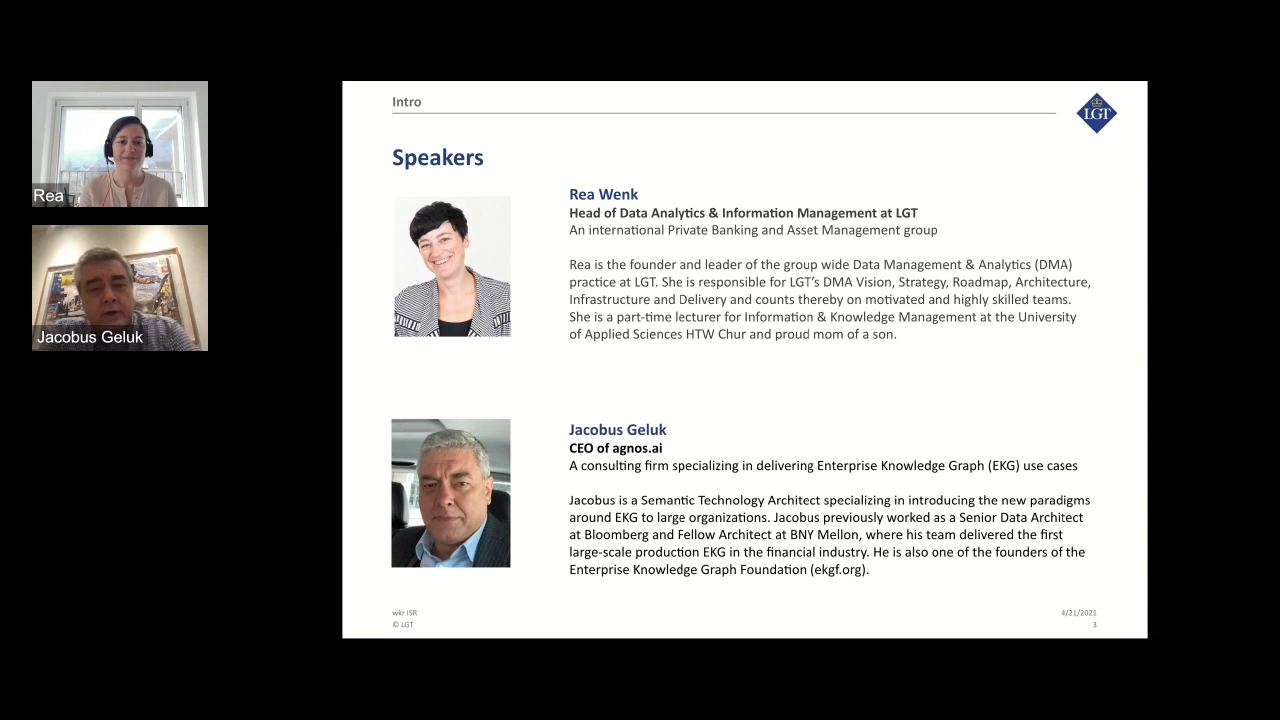 Rea
Jacobus Geluk
Intro
LGT
Speakers
Rea Wenk
Head of Data Analytics & Information Management at LGT
An international Private Banking and Asset Management group
Rea is the founder and leader of the group wide Data Management & Analytics (DMA)
practice at LGT. She is responsible for LGT's DMA Vision, Strategy, Roadmap, Architecture,
Infrastructure and Delivery and counts thereby on motivated and highly skilled teams.
She is a part-time lecturer for Information & Knowledge Management at the University
of Applied Sciences HTW Chur and proud mom of a son.
Jacobus Geluk
CEO of agnos.ai
A consulting firm specializing in delivering Enterprise Knowledge Graph (EKG) use cases
Jacobus is a Semantic Technology Architect specializing in introducing the new paradigms
around EKG to large organizations. Jacobus previously worked as a Senior Data Architect
at Bloomberg and Fellow Architect at BNY Mellon, where his team delivered the first
large-scale production EKG in the financial industry. He is also one of the founders of the
Enterprise Knowledge Graph Foundation (ekgf.org).
wkr ISR
© LGT
4/21/2021
3